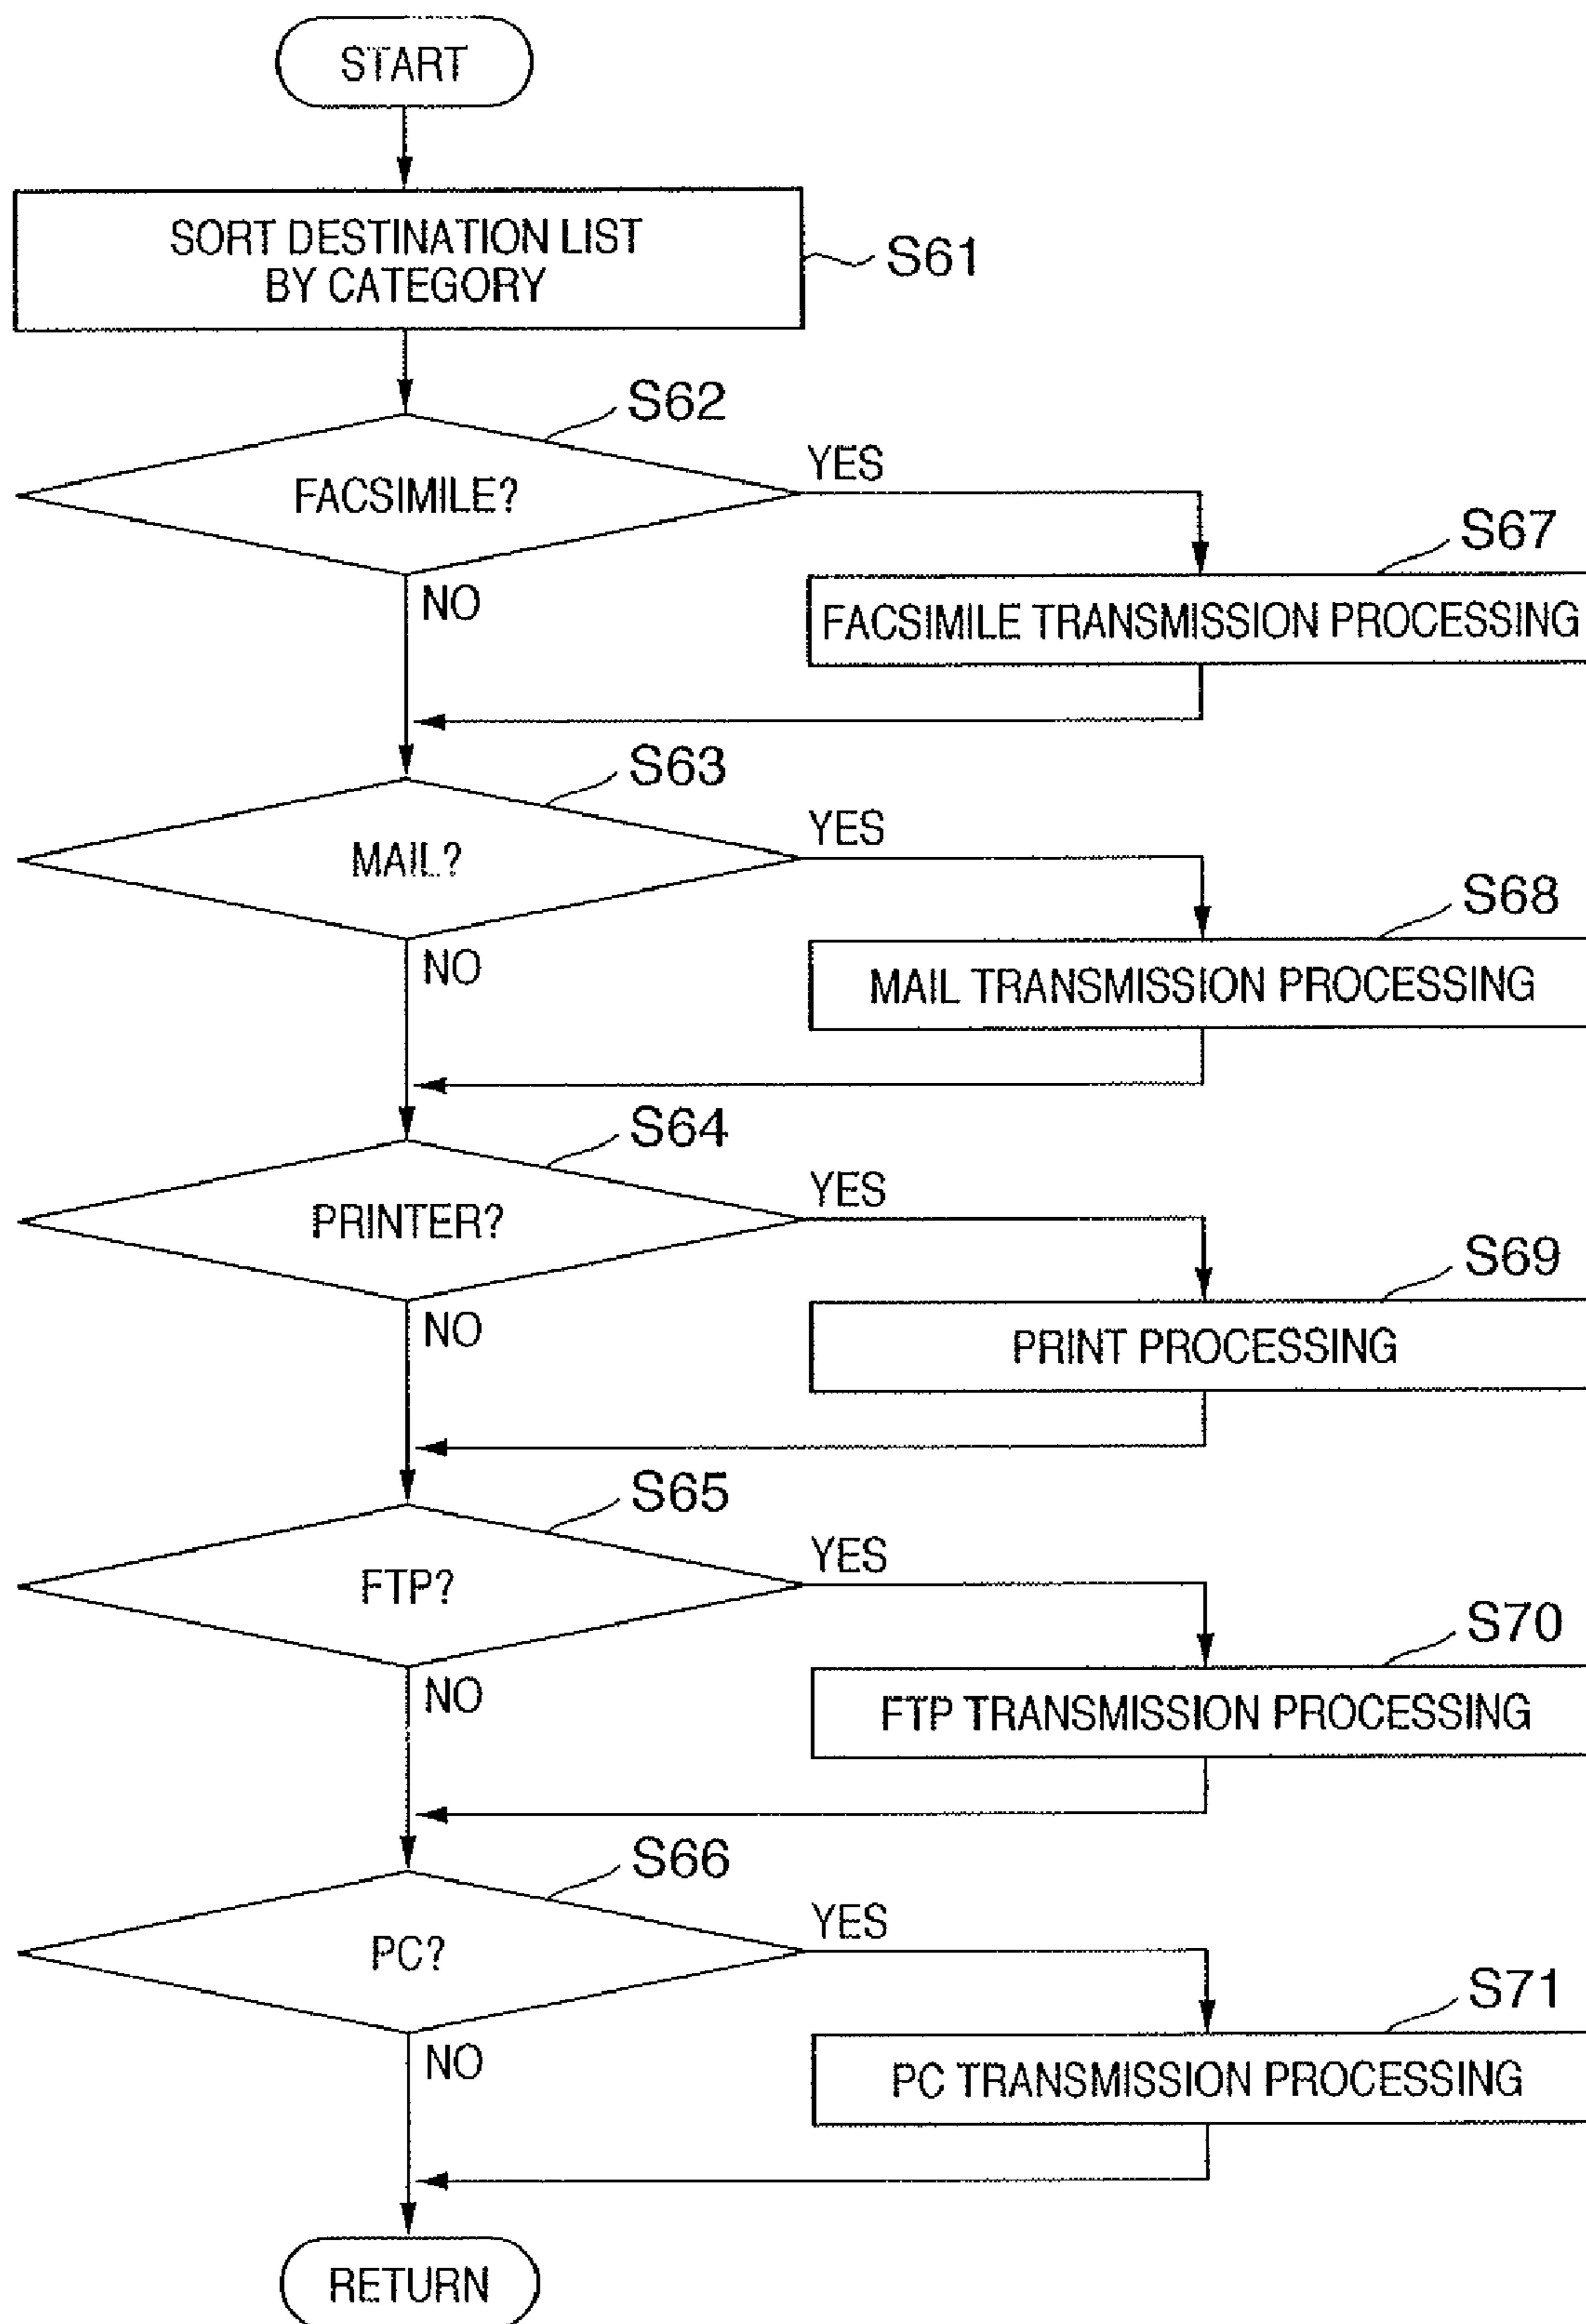 START
SORT DESTINATION LIST
BY CATEGORY
S61
S62
FACSIMILE?
YES
NO
S67
FACSIMILE TRANSMISSION PROCESSING
S63
MAIL?
YES
NO
S68
MAIL TRANSMISSION PROCESSING
S64
PRINTER?
YES
NO
S69
PRINT PROCESSING
S65
FTP?
YES
NO
S70
FTP TRANSMISSION PROCESSING
S66
PC?
YES
NO
S71
PC TRANSMISSION PROCESSING
RETURN